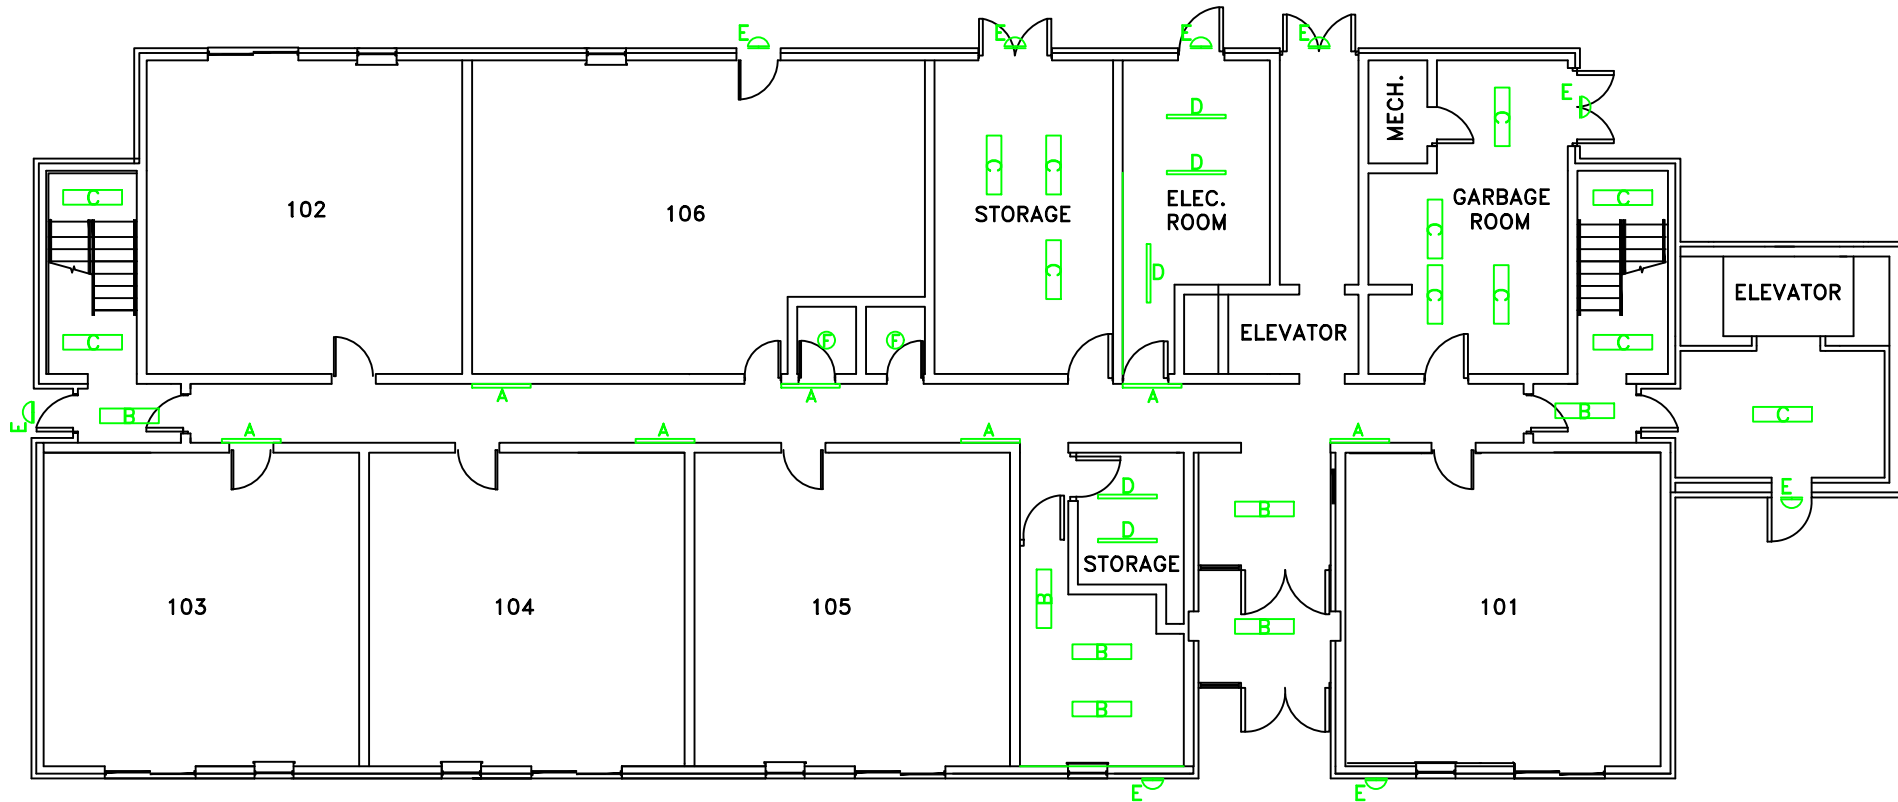 E
E
E
E
MECH.
E
C
D
C
C
C
D
C
C
102
106
STORAGE
ELEC.
ROOM
GARBAGE
ROOM
C
C
D
C
C
ELEVATOR
ELEVATOR
C
F
F
C
A
A
A
E
B
B
C
A
A
A
A
D
E
D
STORAGE
B
103
104
105
B
101
B
B
B
E
E